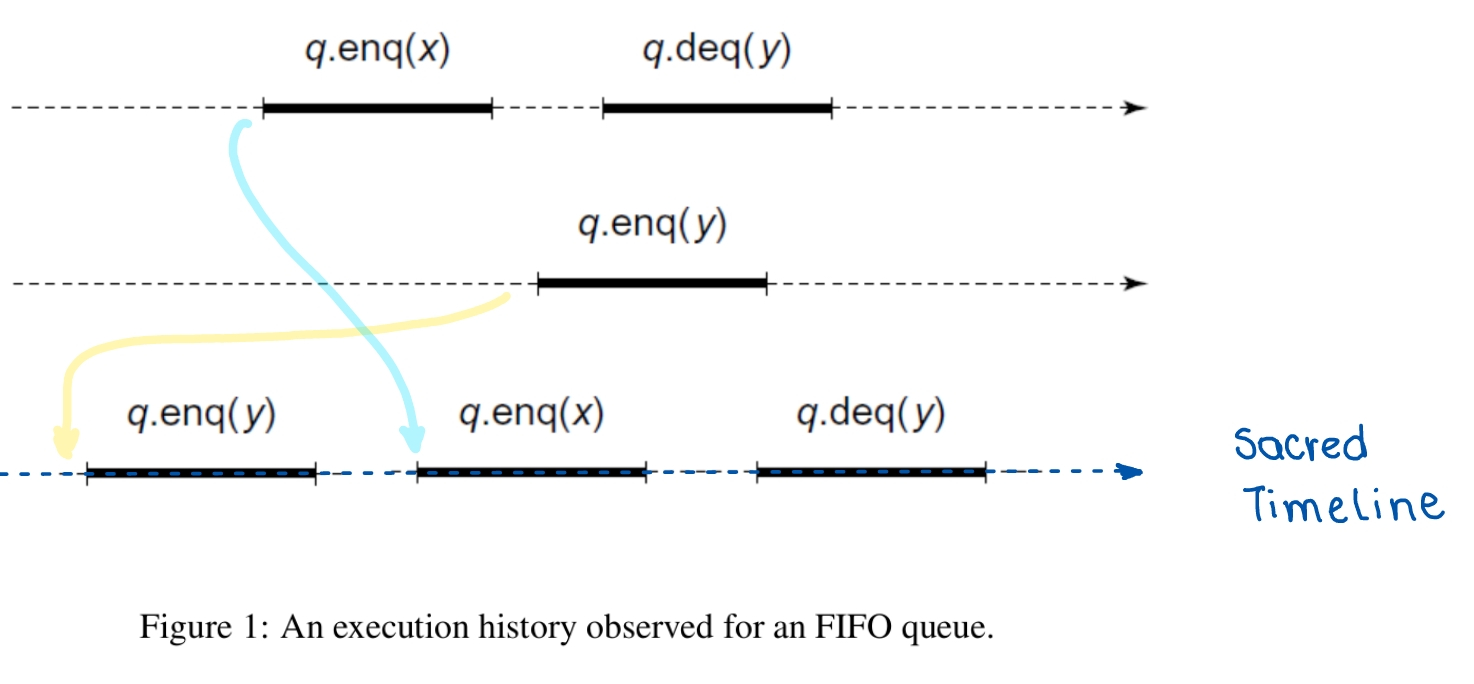 q.enq(x)
q.deq(y)
q.enq(y)
q.enq(y)
q.enq(x)
q.deq(y)
Sacred
Timeline
Figure 1: An execution history observed for an FIFO queue.